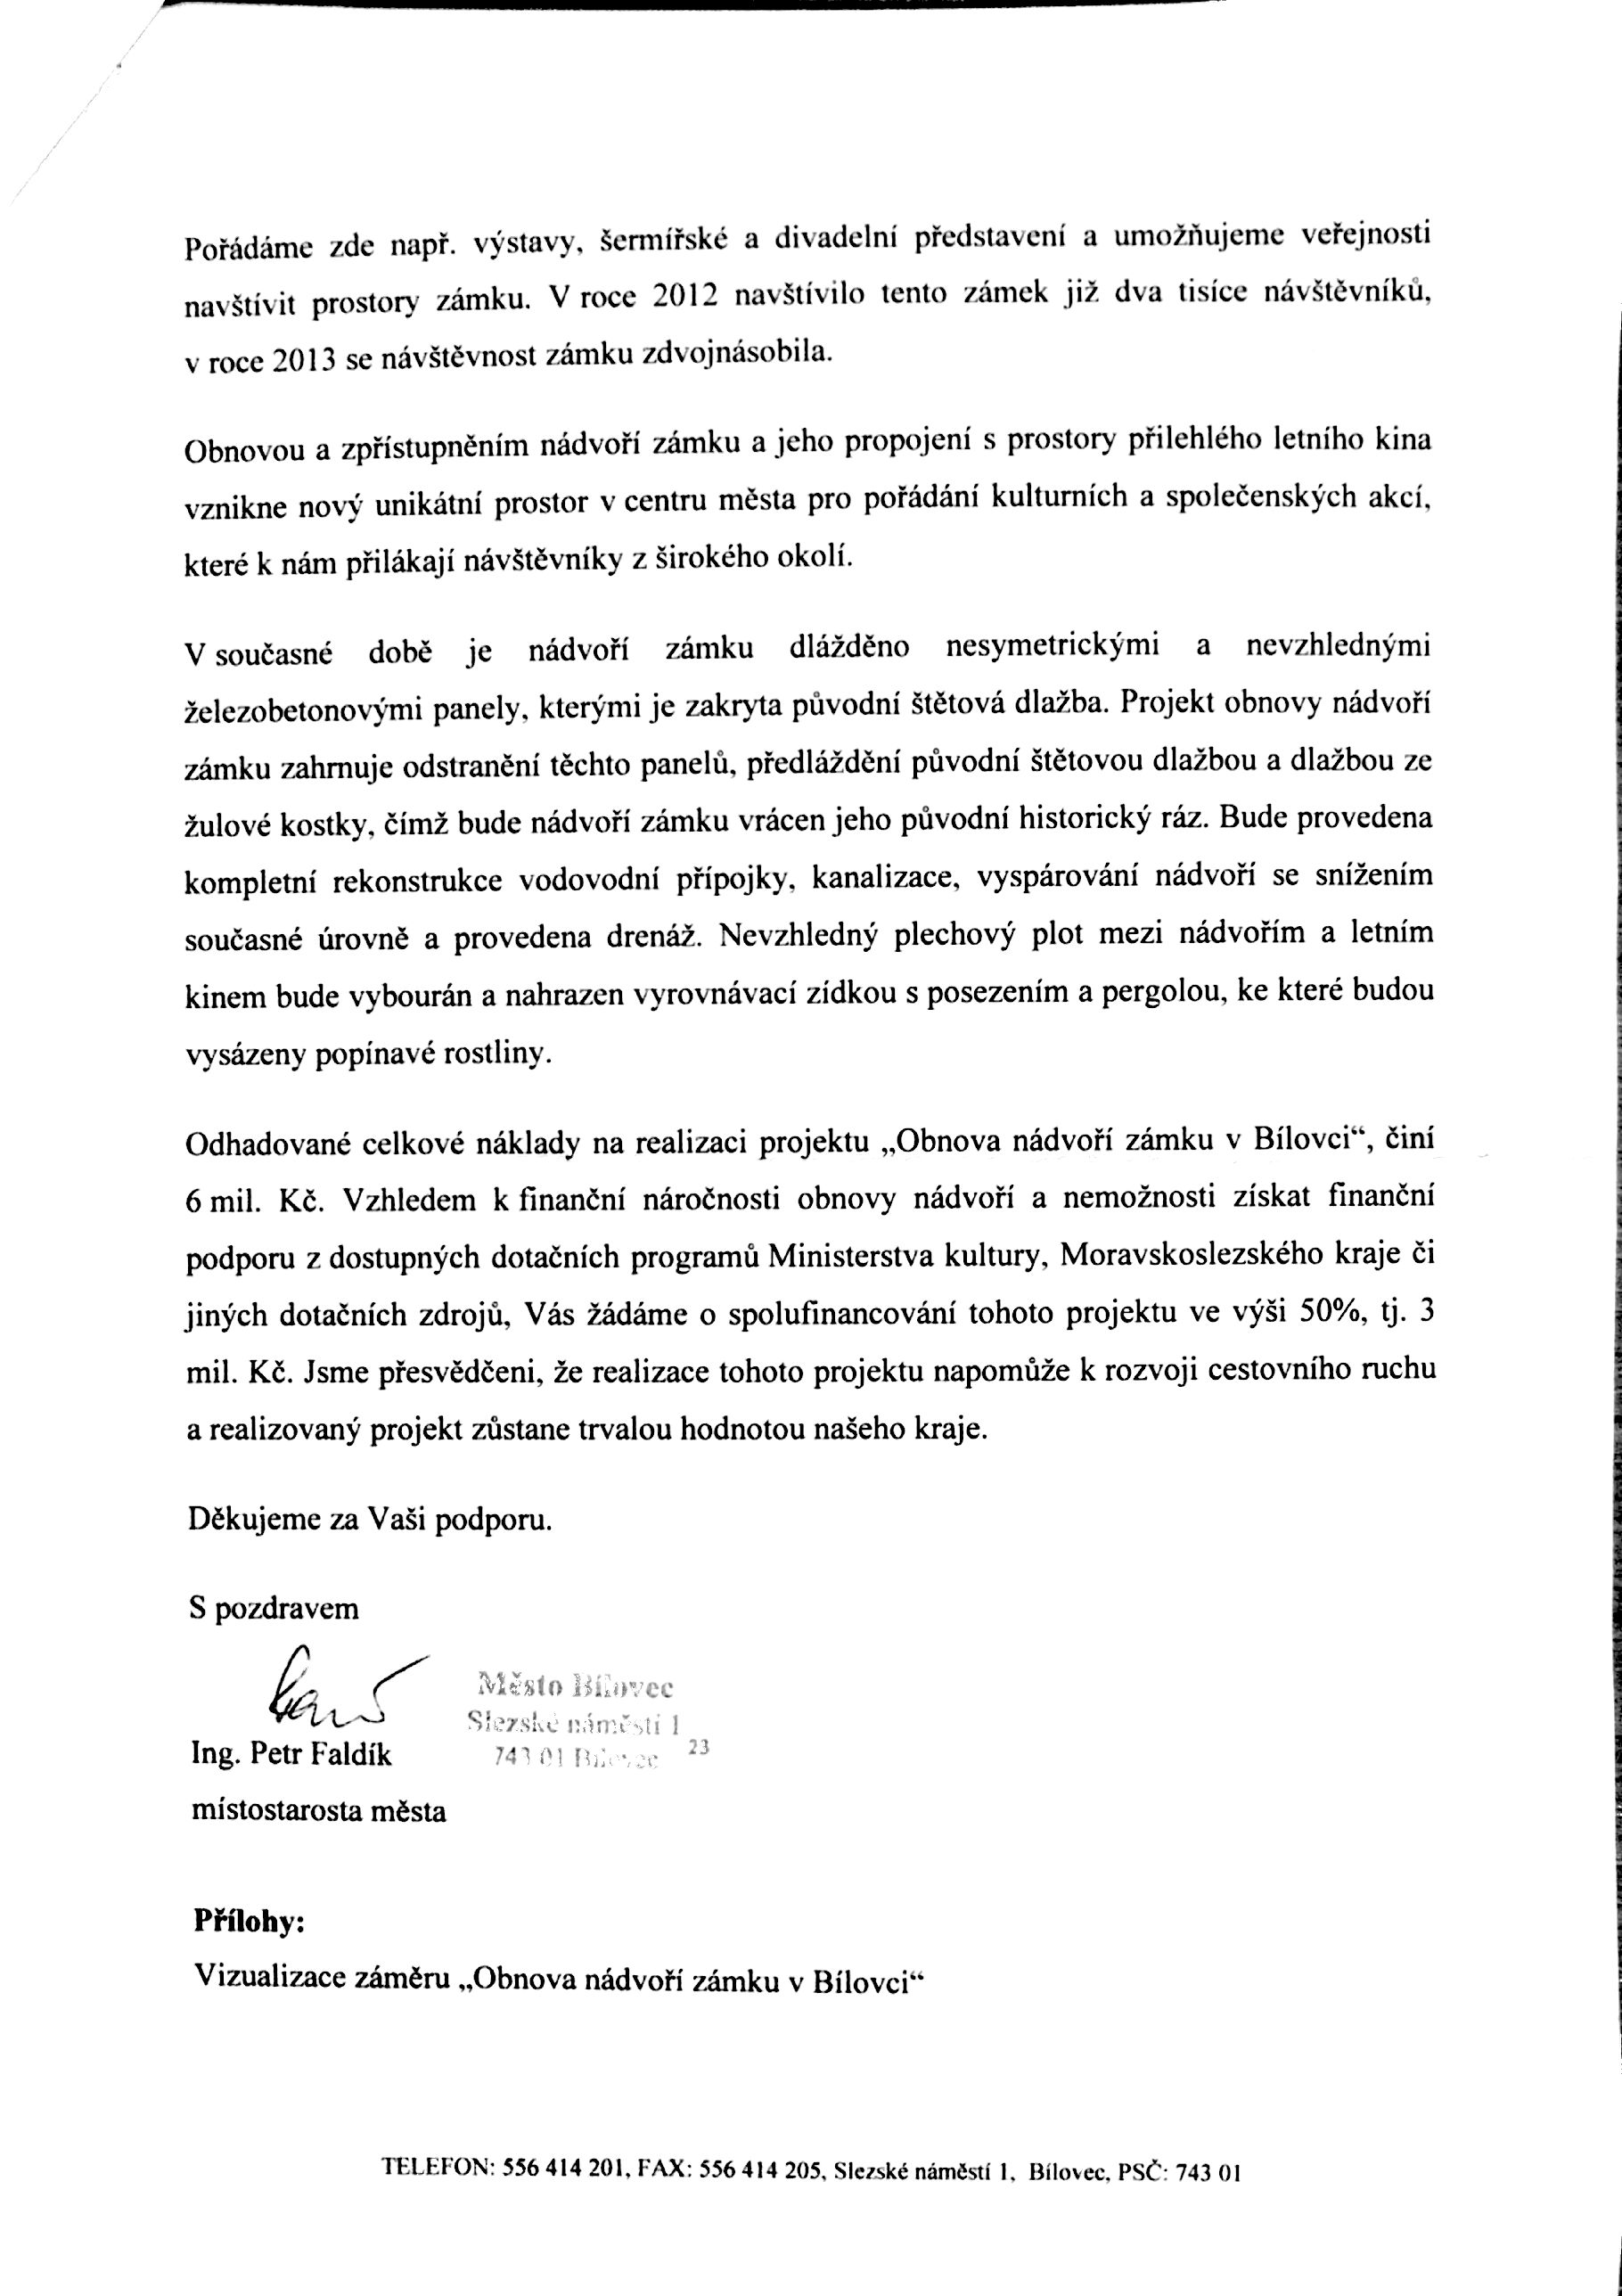 Pořádáme zde např. výstavy, šermířské a divadelní představení a umožňujeme veřejnosti
navštívit prostory zámku. V roce 2012 navštívilo tento zámek již dva tisíce návštěvníků,
v roce 2013 se návštěvnost zámku zdvojnásobila.
Obnovou a zpřístupněním nádvoří zámku a jeho propojení s prostory přilehlého letního kina
vznikne nový unikátní prostor v centru města pro pořádání kulturních a společenských akcí,
které k nám přilákají návštěvníky z širokého okolí.
V současné době je nádvoří zámku dlážděno nesymetrickými a nevzhlednými
železobetonovými panely, kterými je zakryta původní štětová dlažba. Projekt obnovy nádvoří
zámku zahrnuje odstranění těchto panelů, předláždění původní štětovou dlažbou a dlažbou ze
žulové kostky, čímž bude nádvoří zámku vrácen jeho původní historický ráz. Bude provedena
kompletní rekonstrukce vodovodní přípojky, kanalizace, vyspárování nádvoří se snížením
současné úrovně a provedena drenáž. Nevzhledný plechový plot mezi nádvořím a letním
kinem bude vybourán a nahrazen vyrovnávací zídkou s posezením a pergolou, ke které budou
vysázeny popínavé rostliny.
Odhadované celkové náklady na realizaci projektu „Obnova nádvoří zámku v Bílovci“, činí
6 mil. Kč. Vzhledem k finanční náročnosti obnovy nádvoří a nemožnosti získat finanční
podporu z dostupných dotačních programů Ministerstva kultury, Moravskoslezského kraje či
jiných dotačních zdrojů, Vás žádáme o spolufinancování tohoto projektu ve výši 50%, tj. 3
mil. Kč. Jsme přesvědčeni, že realizace tohoto projektu napomůže k rozvoji cestovního ruchu
a realizovaný projekt zůstane trvalou hodnotou našeho kraje.
Děkujeme za Vaši podporu.
S pozdravem
Město Bílovec
Slezské náměstí 1
743 01 Bílovec 23
Ing. Petr Faldík
místostarosta města
Přílohy:
Vizualizace záměru „Obnova nádvoří zámku v Bílovci“
TELEFON: 556 414 201, FAX: 556 414 205, Slezské náměstí 1, Bílovec, PSČ: 743 01